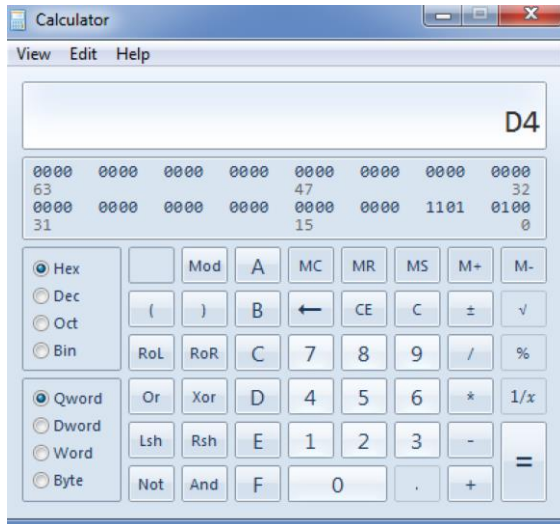 Calculator
View Edit Help
D4
0000 0000 0000 0000 0000 0000 0000 0000
63 47 32
0000 0000 0000 0000 0000 0000 1101 0100
31 15 0
Hex Mod A MC MR MS M+ M-
Dec
Oct ( ) B ← CE C ± √
Bin RoL RoR C 7 8 9 / %
Qword Or Xor D 4 5 6 * 1/x
Dword
Word Lsh Rsh E 1 2 3 - =
Byte Not And F 0 . +